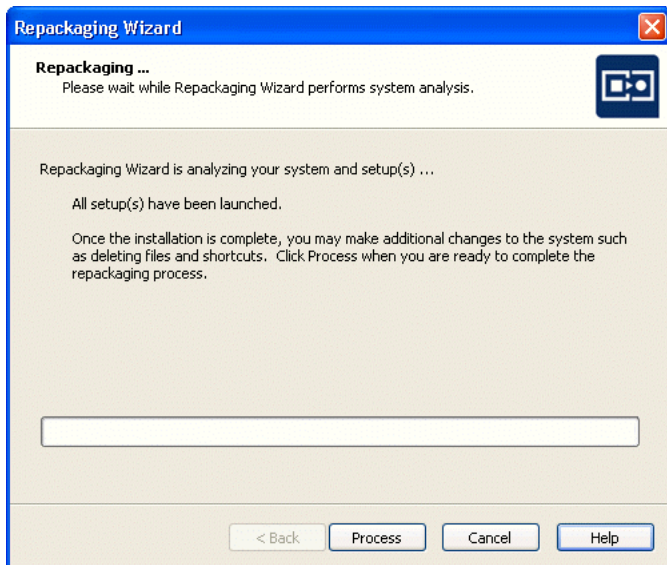 Repackaging Wizard
Repackaging ...
Please wait while Repackaging Wizard performs system analysis.
Repackaging Wizard is analyzing your system and setup(s) ...
All setup(s) have been launched.
Once the installation is complete, you may make additional changes to the system such
as deleting files and shortcuts.  Click Process when you are ready to complete the
repackaging process.
< Back
Process
Cancel
Help